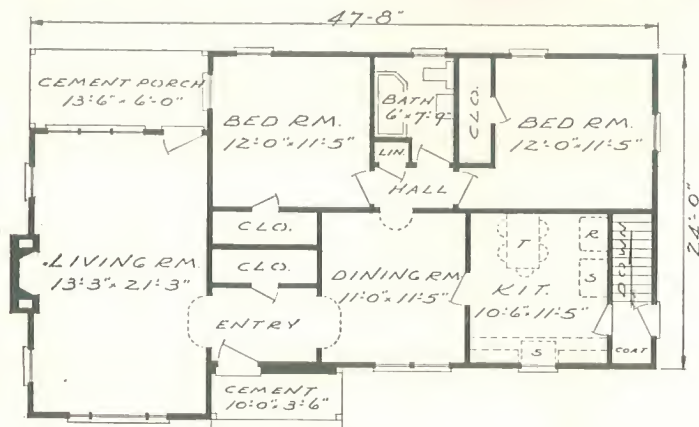 47'-8"
CEMENT PORCH
13'-6" x 6'-0"
BED RM.
12'-0" x 11'-5"
BATH
6' x 7'-9"
CLO.
BED RM.
12'-0" x 11'-5"
LIN.
HALL
24'-0"
CLO.
CLO.
LIVING RM.
13'-3" x 21'-3"
DINING RM.
11'-0" x 11'-5"
T
R
S
KIT.
10'-6" x 11'-5"
DOWN
ENTRY
S
COAT
CEMENT
10'-0" x 3'-6"